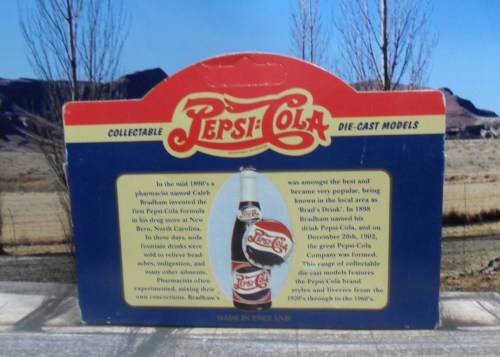 COLLECTABLE PEPSI:COLA DIE-CAST MODELS
In the mid 1890's a
pharmacist named Caleb
Bradham invented the
first Pepsi-Cola formula
in his drug store at New
Bern, North Carolina.
In those days, soda
fountain drinks were
sold to relieve head
aches, indigestion, and
many other ailments.
Pharmacists often
experimented, mixing their
own concoctions. Bradham's
was amongst the best and
became very popular, being
known in the local area as
'Brad's Drink'. In 1898
Bradham named his
drink Pepsi-Cola, and on
December 24th, 1902,
the great Pepsi-Cola
Company was formed.
This range of collectable
die cast models features
the Pepsi-Cola brand
styles and liveries from the
1920's through to the 1960's.
PEPSI:COLA
PEPSI:COLA
MADE IN ENGLAND